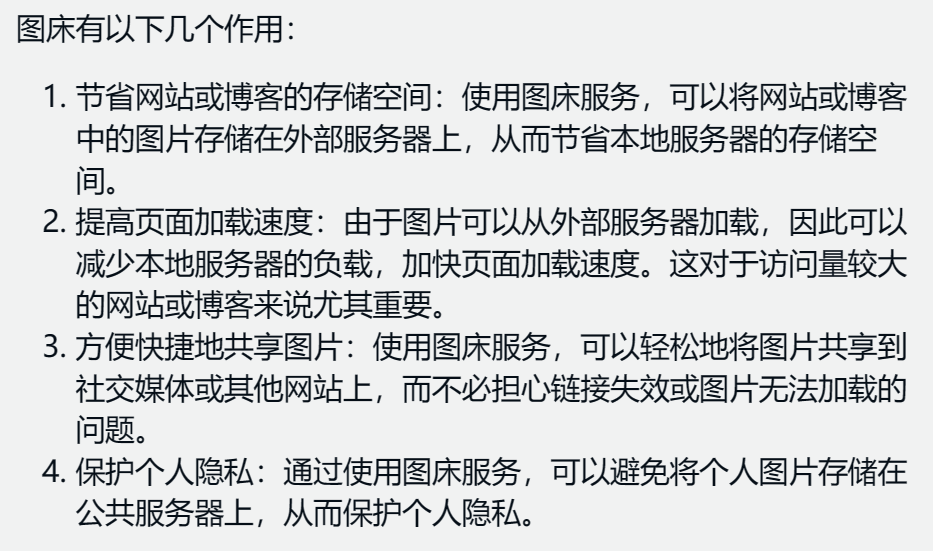 图床有以下几个作用：
1. 节省网站或博客的存储空间：使用图床服务，可以将网站或博客
中的图片存储在外部服务器上，从而节省本地服务器的存储空
间。
2. 提高页面加载速度：由于图片可以从外部服务器加载，因此可以
减少本地服务器的负载，加快页面加载速度。这对于访问量较大
的网站或博客来说尤其重要。
3. 方便快捷地共享图片：使用图床服务，可以轻松地将图片共享到
社交媒体或其他网站上，而不必担心链接失效或图片无法加载的
问题。
4. 保护个人隐私：通过使用图床服务，可以避免将个人图片存储在
公共服务器上，从而保护个人隐私。